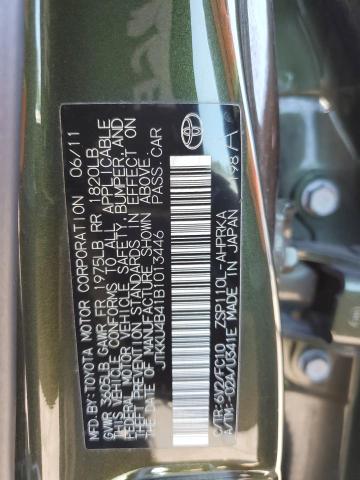 MFD. BY: TOYOTA MOTOR CORPORATION 06/11
GVWR 3605LB GAWR FR 1975LB RR 1820LB
THIS VEHICLE CONFORMS TO ALL APPLICABLE
FEDERAL MOTOR VEHICLE SAFETY, BUMPER, AND
THEFT PREVENTION STANDARDS IN EFFECT ON
THE DATE OF MANUFACTURE SHOWN ABOVE.
JTKKU4B41B1013446 PASS. CAR
C/TR: 6V2/FC10 ZSP110L-AHPRKA
A/TM: -02A/U341E MADE IN JAPAN
198 A